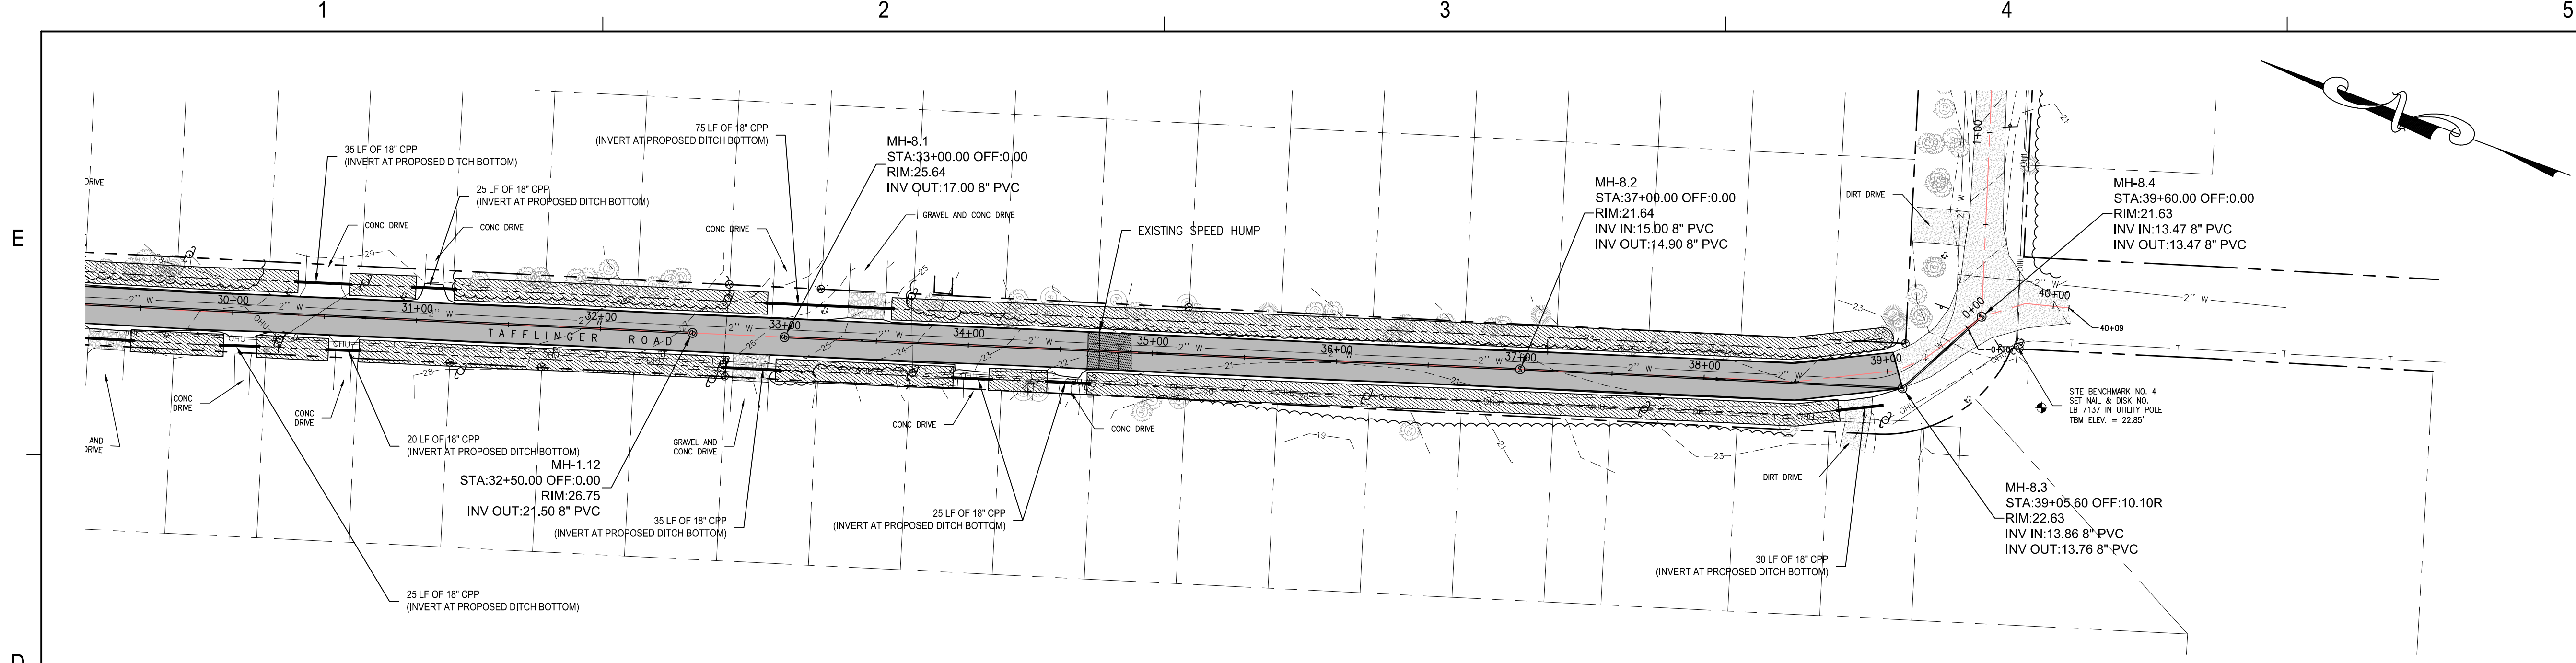 1
2
3
4
5
E
D
75 LF OF 18" CPP
(INVERT AT PROPOSED DITCH BOTTOM)
35 LF OF 18" CPP
(INVERT AT PROPOSED DITCH BOTTOM)
25 LF OF 18" CPP
(INVERT AT PROPOSED DITCH BOTTOM)
MH-8.1
STA:33+00.00 OFF:0.00
RIM:25.64
INV OUT:17.00 8" PVC
DRIVE
CONC DRIVE
CONC DRIVE
CONC DRIVE
GRAVEL AND CONC DRIVE
EXISTING SPEED HUMP
MH-8.2
STA:37+00.00 OFF:0.00
RIM:21.64
INV IN:15.00 8" PVC
INV OUT:14.90 8" PVC
DIRT DRIVE
MH-8.4
STA:39+60.00 OFF:0.00
RIM:21.63
INV IN:13.47 8" PVC
INV OUT:13.47 8" PVC
1+00
0+00
40+00
40+09
30+00
31+00
32+00
33+00
34+00
35+00
36+00
37+00
38+00
39+00
TAFFLINGER ROAD
SITE BENCHMARK NO. 4
SET NAIL & DISK NO.
LB 7137 IN UTILITY POLE
TBM ELEV. = 22.85'
AND
DRIVE
CONC
DRIVE
CONC
DRIVE
20 LF OF 18" CPP
(INVERT AT PROPOSED DITCH BOTTOM)
MH-1.12
STA:32+50.00 OFF:0.00
RIM:26.75
INV OUT:21.50 8" PVC
GRAVEL AND
CONC DRIVE
35 LF OF 18" CPP
(INVERT AT PROPOSED DITCH BOTTOM)
CONC DRIVE
CONC DRIVE
25 LF OF 18" CPP
(INVERT AT PROPOSED DITCH BOTTOM)
DIRT DRIVE
MH-8.3
STA:39+05.60 OFF:10.10R
RIM:22.63
INV IN:13.86 8" PVC
INV OUT:13.76 8" PVC
30 LF OF 18" CPP
(INVERT AT PROPOSED DITCH BOTTOM)
25 LF OF 18" CPP
(INVERT AT PROPOSED DITCH BOTTOM)